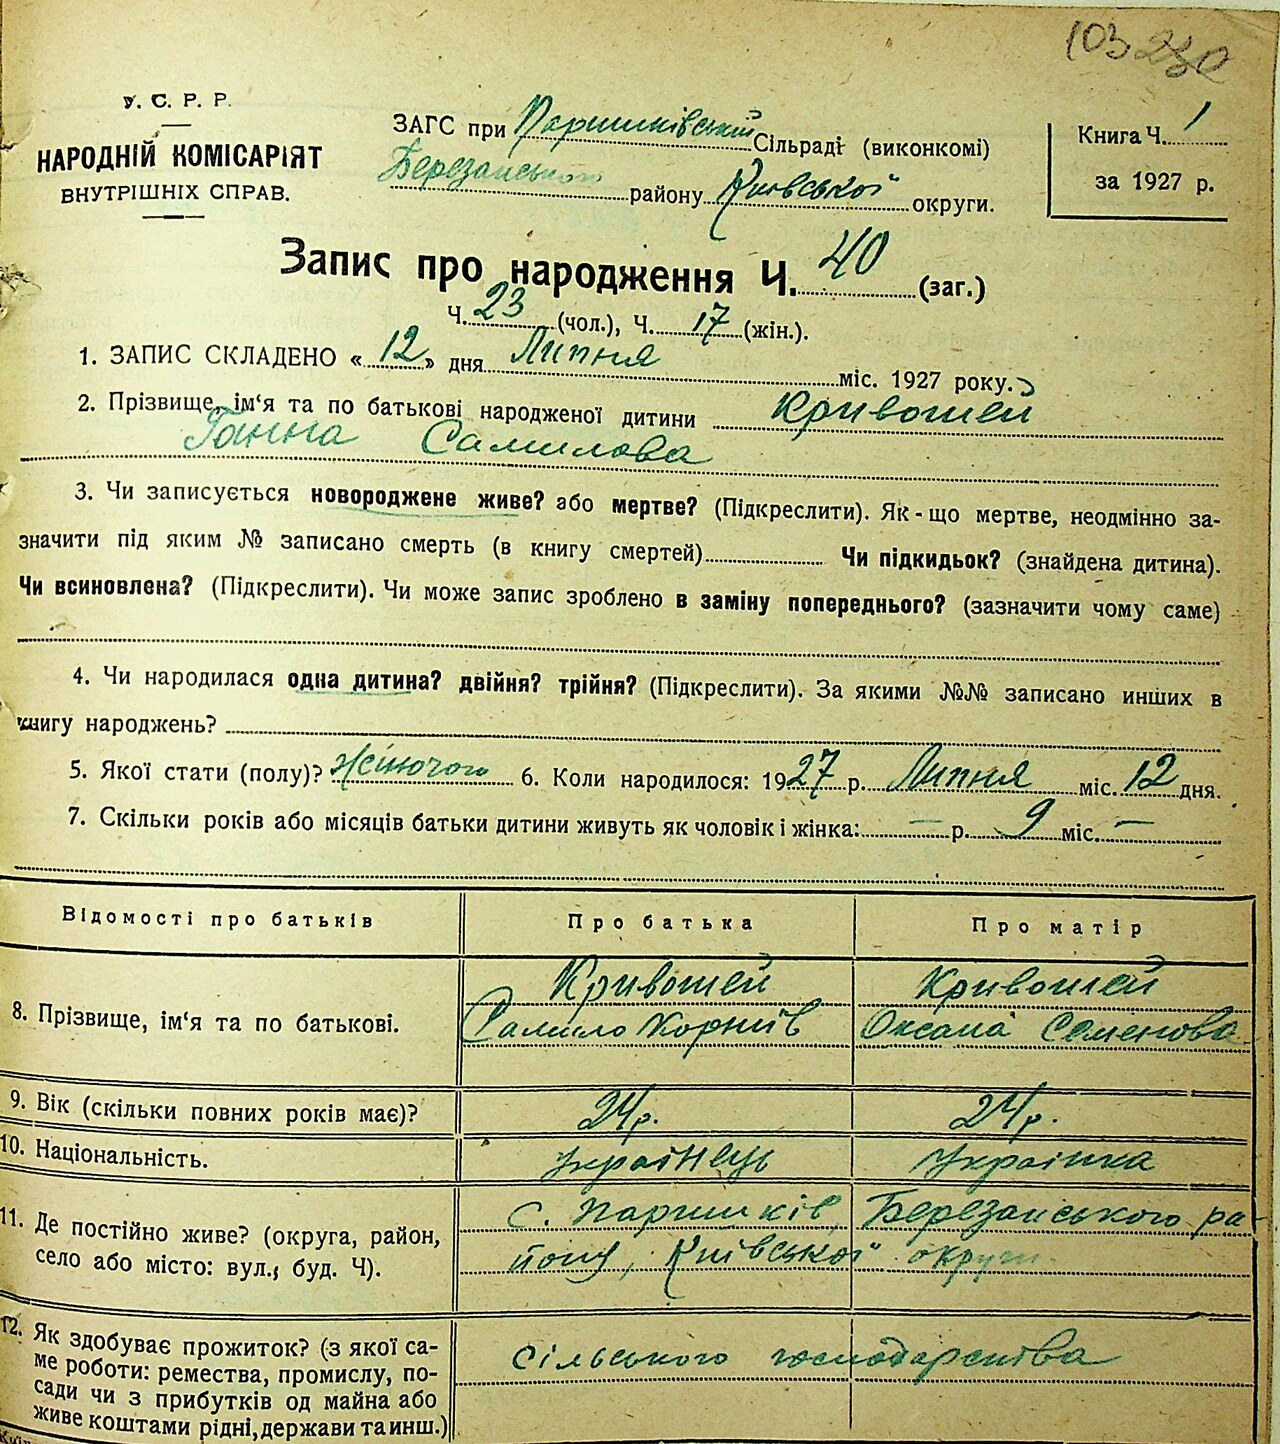 103 230
У. С. Р. Р.
НАРОДНІЙ КОМІСАРІЯТ
ВНУТРІШНІХ СПРАВ.
ЗАГС при Паришківській Сільраді (виконкомі)
Березанського району Київської округи.
Книга Ч. 1
за 1927 р.
Запис про народження Ч. 40 (заг.)
Ч. 23 (чол.), Ч. 17 (жін.).
1. ЗАПИС СКЛАДЕНО « 12 » дня Липня міс. 1927 року.
2. Прізвище, ім‘я та по батькові народженої дитини Кривошей
Ганна Самилова
3. Чи записується новороджене живе? або мертве? (Підкреслити). Як-що мертве, неодмінно за-
значити під яким № записано смерть (в книгу смертей) Чи підкидьок? (знайдена дитина).
Чи всиновлена? (Підкреслити). Чи може запис зроблено в заміну попереднього? (зазначити чому саме)
4. Чи народилася одна дитина? двійня? трійня? (Підкреслити). За якими №№ записано инших в
книгу народжень?
5. Якої стати (полу)? Жіночого 6. Коли народилося: 1927 р. Липня міс. 12 дня.
7. Скільки років або місяців батьки дитини живуть як чоловік і жінка: — р. 9 міс. —
Відомості про батьків Про батька Про матір
8. Прізвище, ім‘я та по батькові. Кривошей Кривошей
Самило Корніїв Оксана Семенова
9. Вік (скільки повних років має)? 24 р. 24 р.
10. Національність. Українець Українка
11. Де постійно живе? (округа, район, с. Паришків, Березанського ра-
село або місто: вул., буд. Ч). йону, Київської округи
12. Як здобуває прожиток? (з якої са- сільського господарства
ме роботи: ремества, промислу, по-
сади чи з прибутків од майна або
живе коштами рідні, держави та инш.)